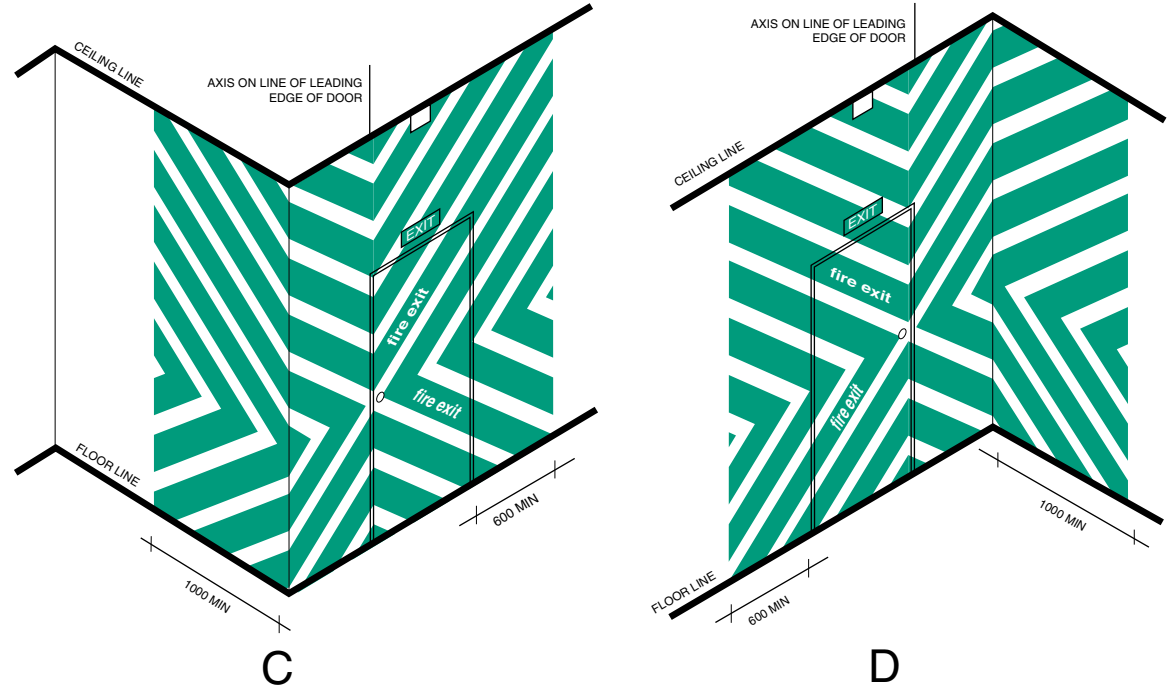 CEILING LINE
AXIS ON LINE OF LEADING
EDGE OF DOOR
EXIT
fire exit
fire exit
FLOOR LINE
1000 MIN
600 MIN
C
AXIS ON LINE OF LEADING
EDGE OF DOOR
CEILING LINE
EXIT
fire exit
fire exit
FLOOR LINE
600 MIN
1000 MIN
D